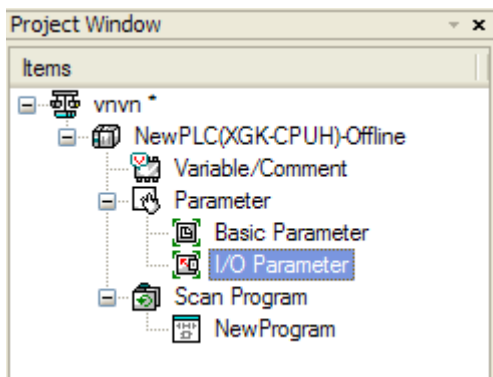 Project Window
Items
vnvn *
NewPLC(XGK-CPUH)-Offline
Variable/Comment
Parameter
Basic Parameter
I/O Parameter
Scan Program
NewProgram